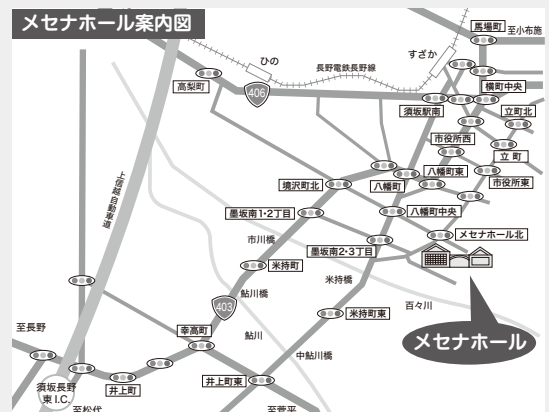 メセナホール案内図
馬場町
至小布施
すざか
ひの
長野電鉄長野線
高梨町
406
横町中央
須坂駅南
立町北
市役所西
立町
八幡町東
境沢町北
八幡町
市役所東
上信越自動車道
墨坂南1・2丁目
八幡町中央
メセナホール北
市川橋
墨坂南2・3丁目
米持町
米持橋
鮎川橋
百々川
403
米持町東
至長野
幸高町
鮎川
メセナホール
中鮎川橋
井上町東
井上町
須坂長野
東I.C.
至松代
至菅平